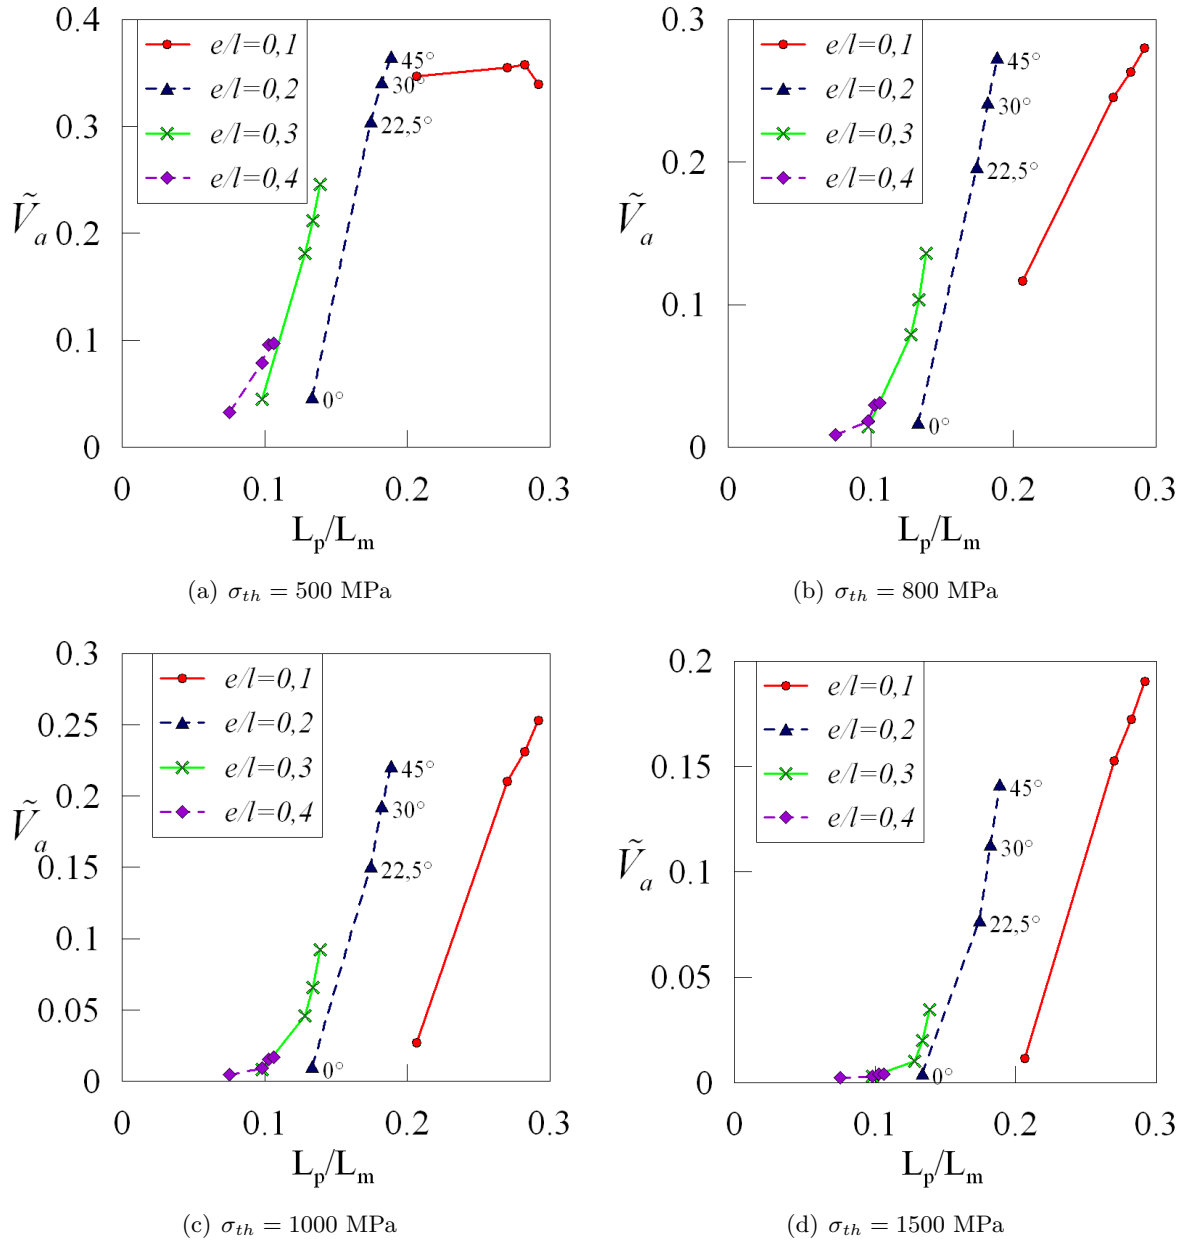 0.4
0.3
0.2
0.1
0
Ṽa
e/l=0,1
e/l=0,2
e/l=0,3
e/l=0,4
45°
30°
22,5°
0°
0 0.1 0.2 0.3
Lp/Lm
(a) σth = 500 MPa
0.3
0.2
0.1
0
Ṽa
e/l=0,1
e/l=0,2
e/l=0,3
e/l=0,4
45°
30°
22,5°
0°
0 0.1 0.2 0.3
Lp/Lm
(b) σth = 800 MPa
0.3
0.25
0.2
0.15
0.1
0.05
0
Ṽa
e/l=0,1
e/l=0,2
e/l=0,3
e/l=0,4
45°
30°
22,5°
0°
0 0.1 0.2 0.3
Lp/Lm
(c) σth = 1000 MPa
0.2
0.15
0.1
0.05
0
Ṽa
e/l=0,1
e/l=0,2
e/l=0,3
e/l=0,4
45°
30°
22,5°
0°
0 0.1 0.2 0.3
Lp/Lm
(d) σth = 1500 MPa